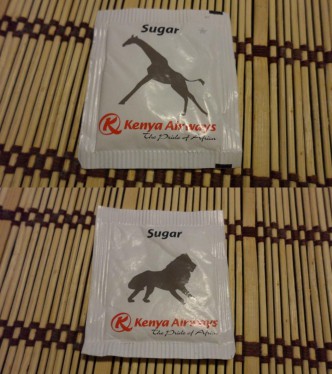 Sugar
Kenya Airways
The Pride of Africa
Sugar
Kenya Airways
The Pride of Africa